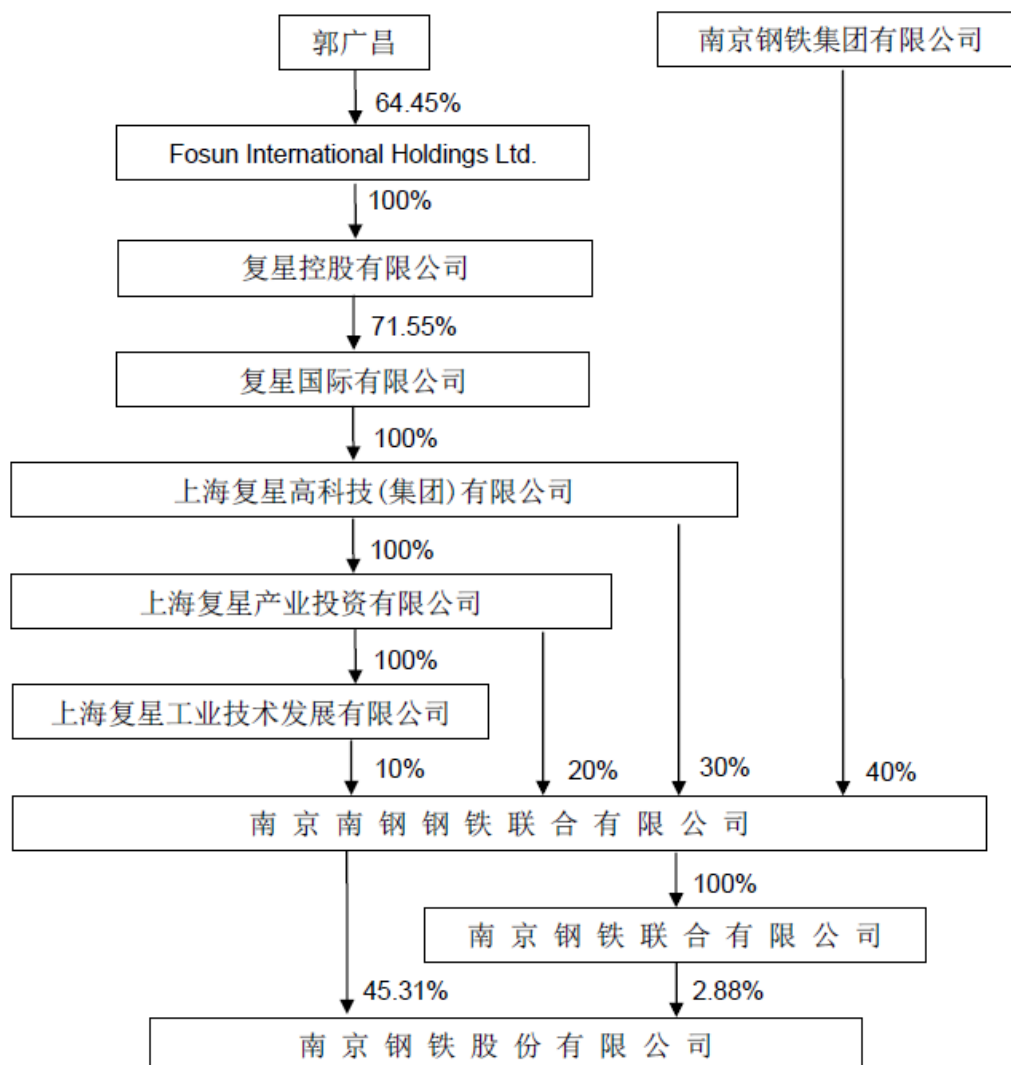 郭广昌
南京钢铁集团有限公司
64.45%
Fosun International Holdings Ltd.
100%
复星控股有限公司
71.55%
复星国际有限公司
100%
上海复星高科技(集团)有限公司
100%
上海复星产业投资有限公司
100%
上海复星工业技术发展有限公司
10%
20%
30%
40%
南京南钢钢铁联合有限公司
100%
南京钢铁联合有限公司
45.31%
2.88%
南京钢铁股份有限公司